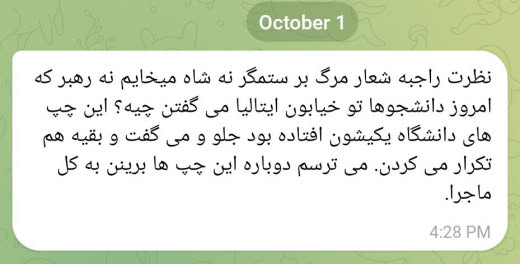 October 1
نظرت راجبه شعار مرگ بر ستمگر نه شاه میخایم نه رهبر که
امروز دانشجوها تو خیابون ایتالیا می گفتن چیه؟ این چپ
های دانشگاه یکیشون افتاده بود جلو و می گفت و بقیه هم
تکرار می کردن. می ترسم دوباره این چپ ها برینن به کل
ماجرا.
4:28 PM